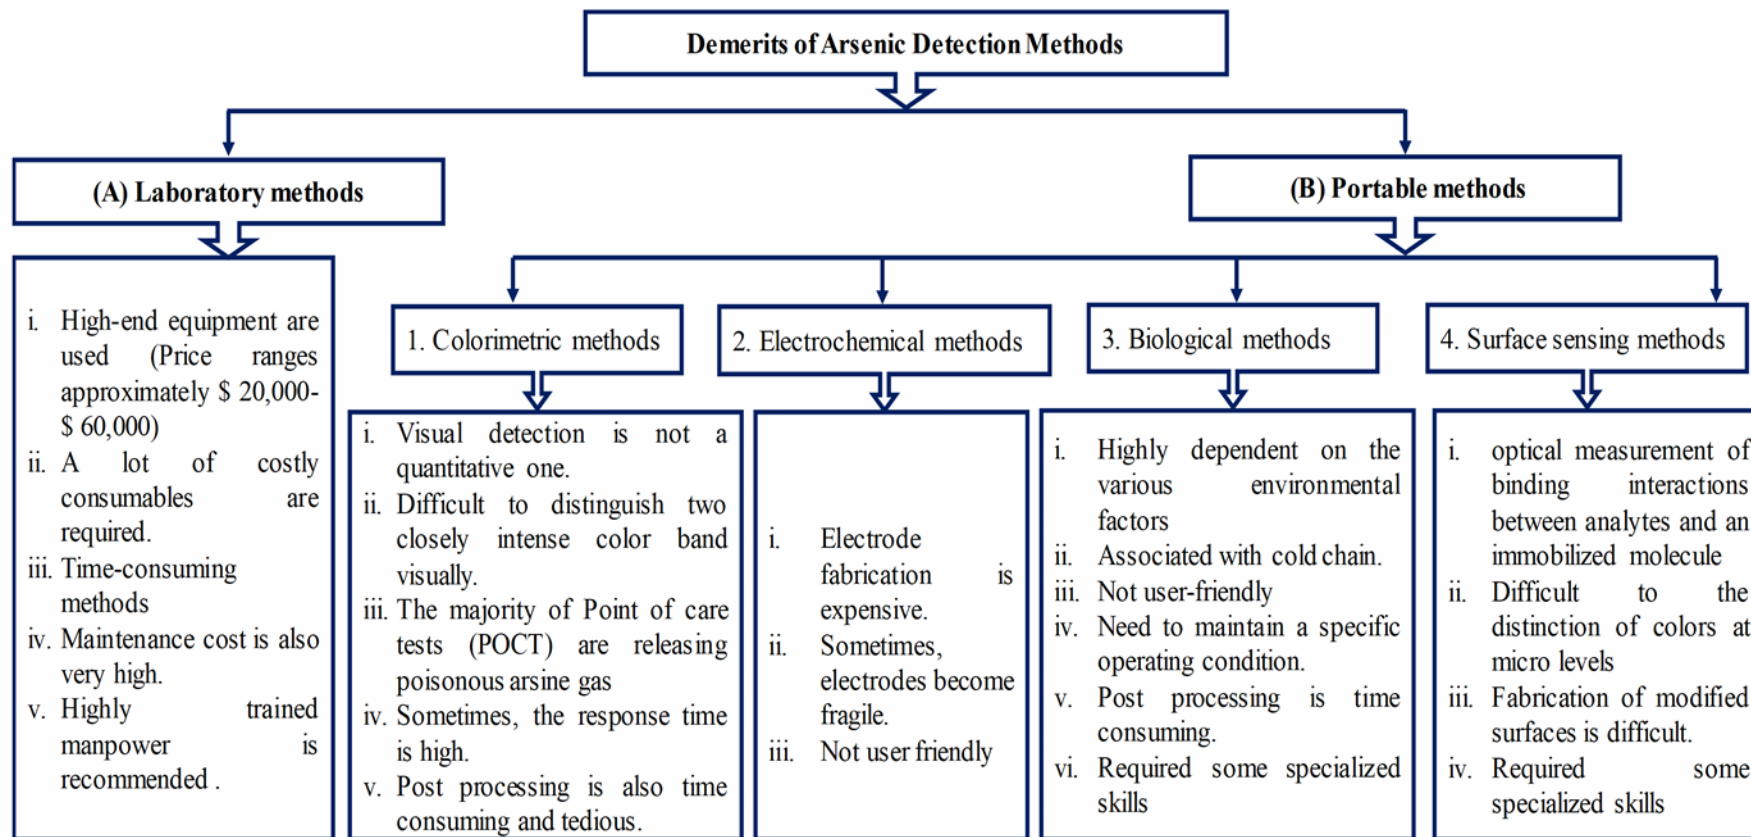 Demerits of Arsenic Detection Methods
(A) Laboratory methods
(B) Portable methods
i. High-end equipment are
used (Price ranges
approximately $ 20,000-
$ 60,000)
ii. A lot of costly
consumables are
required.
iii. Time-consuming
methods
iv. Maintenance cost is also
very high.
v. Highly trained
manpower is
recommended .
1. Colorimetric methods
i. Visual detection is not a
quantitative one.
ii. Difficult to distinguish two
closely intense color band
visually.
iii. The majority of Point of care
tests (POCT) are releasing
poisonous arsine gas
iv. Sometimes, the response time
is high.
v. Post processing is also time
consuming and tedious.
2. Electrochemical methods
i. Electrode
fabrication is
expensive.
ii. Sometimes,
electrodes become
fragile.
iii. Not user friendly
3. Biological methods
i. Highly dependent on the
various environmental
factors
ii. Associated with cold chain.
iii. Not user-friendly
iv. Need to maintain a specific
operating condition.
v. Post processing is time
consuming.
vi. Required some specialized
skills
4. Surface sensing methods
i. optical measurement of
binding interactions
between analytes and an
immobilized molecule
ii. Difficult to the
distinction of colors at
micro levels
iii. Fabrication of modified
surfaces is difficult.
iv. Required some
specialized skills